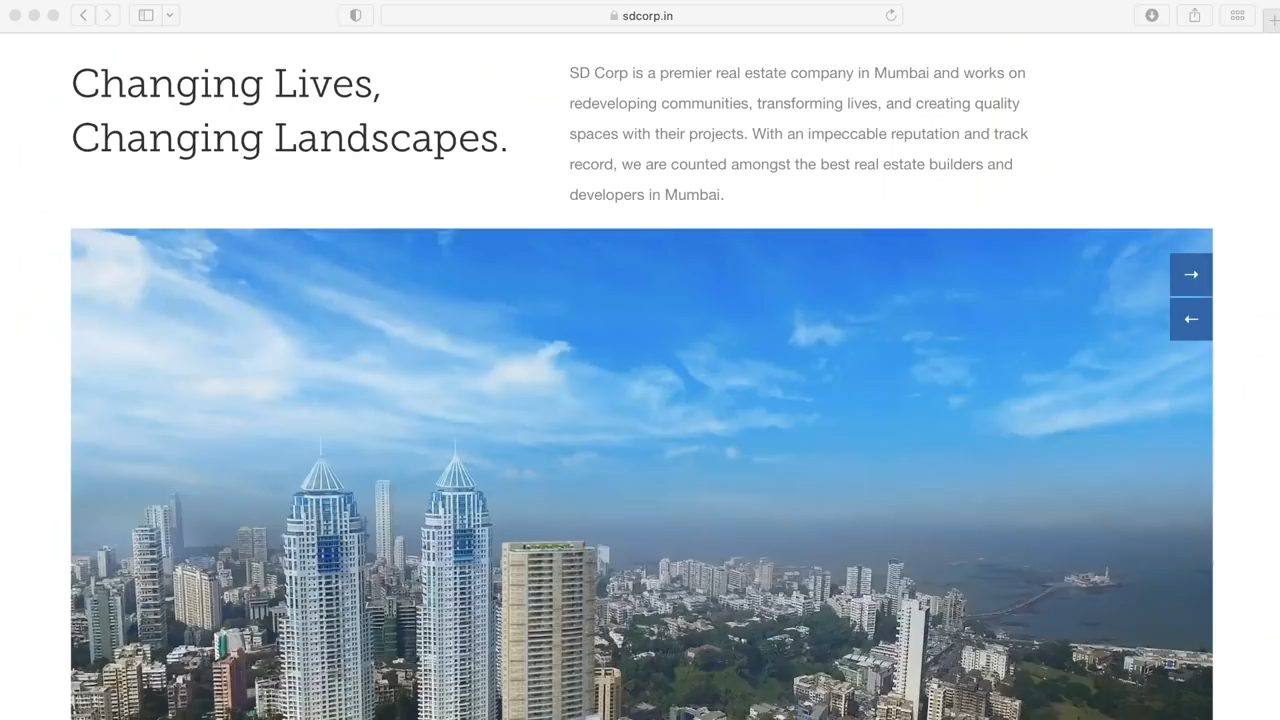 sdcorp.in
Changing Lives,
Changing Landscapes.
SD Corp is a premier real estate company in Mumbai and works on
redeveloping communities, transforming lives, and creating quality
spaces with their projects. With an impeccable reputation and track
record, we are counted amongst the best real estate builders and
developers in Mumbai.